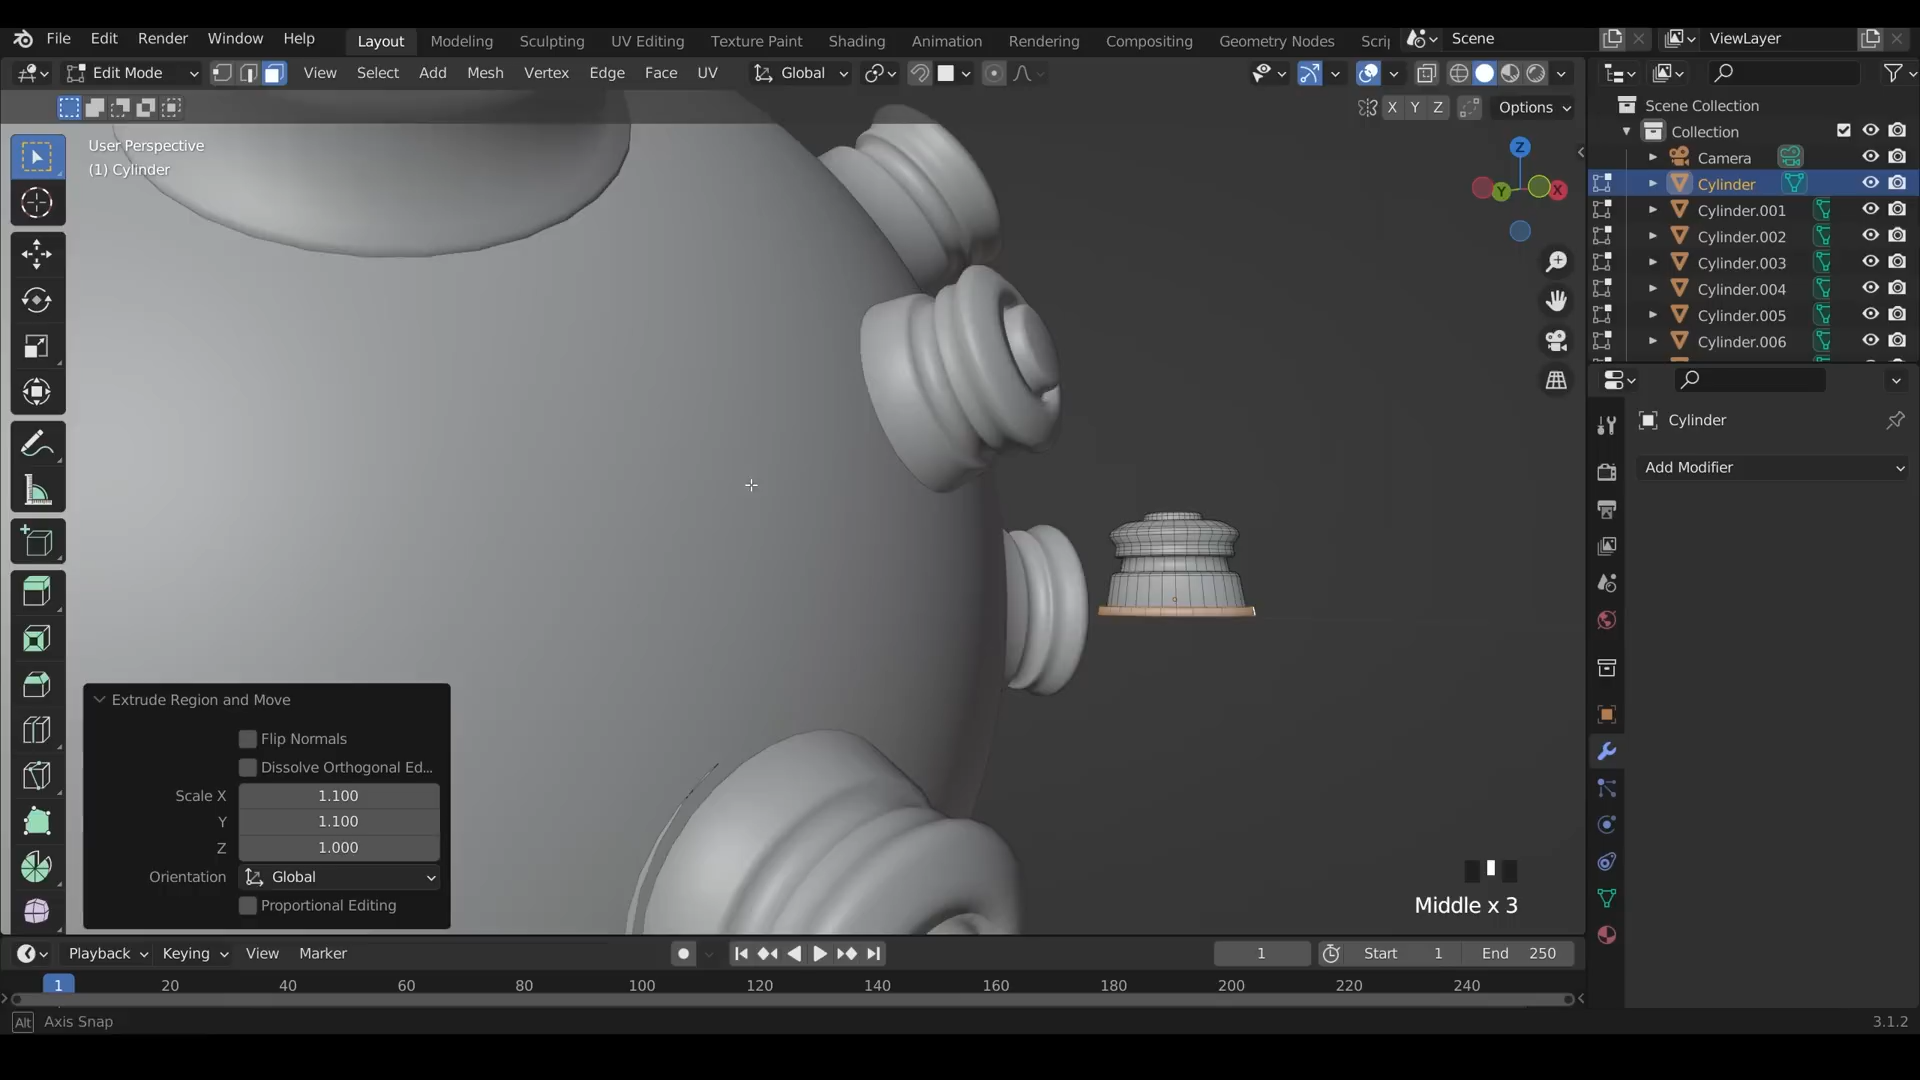 File Edit Render Window Help Layout Modeling Sculpting UV Editing Texture Paint Shading Animation Rendering Compositing Geometry Nodes Scrip Scene ViewLayer
Edit Mode View Select Add Mesh Vertex Edge Face UV Global
X Y Z Options
User Perspective
(1) Cylinder
Z
Y
X
Scene Collection
Collection
Camera
Cylinder
Cylinder.001
Cylinder.002
Cylinder.003
Cylinder.004
Cylinder.005
Cylinder.006
Cylinder
Add Modifier
Extrude Region and Move
Flip Normals
Dissolve Orthogonal Ed...
Scale X 1.100
Y 1.100
Z 1.000
Orientation Global
Proportional Editing
Middle x 3
Playback Keying View Marker 1 Start 1 End 250
1 20 40 60 80 100 120 140 160 180 200 220 240
Alt Axis Snap 3.1.2